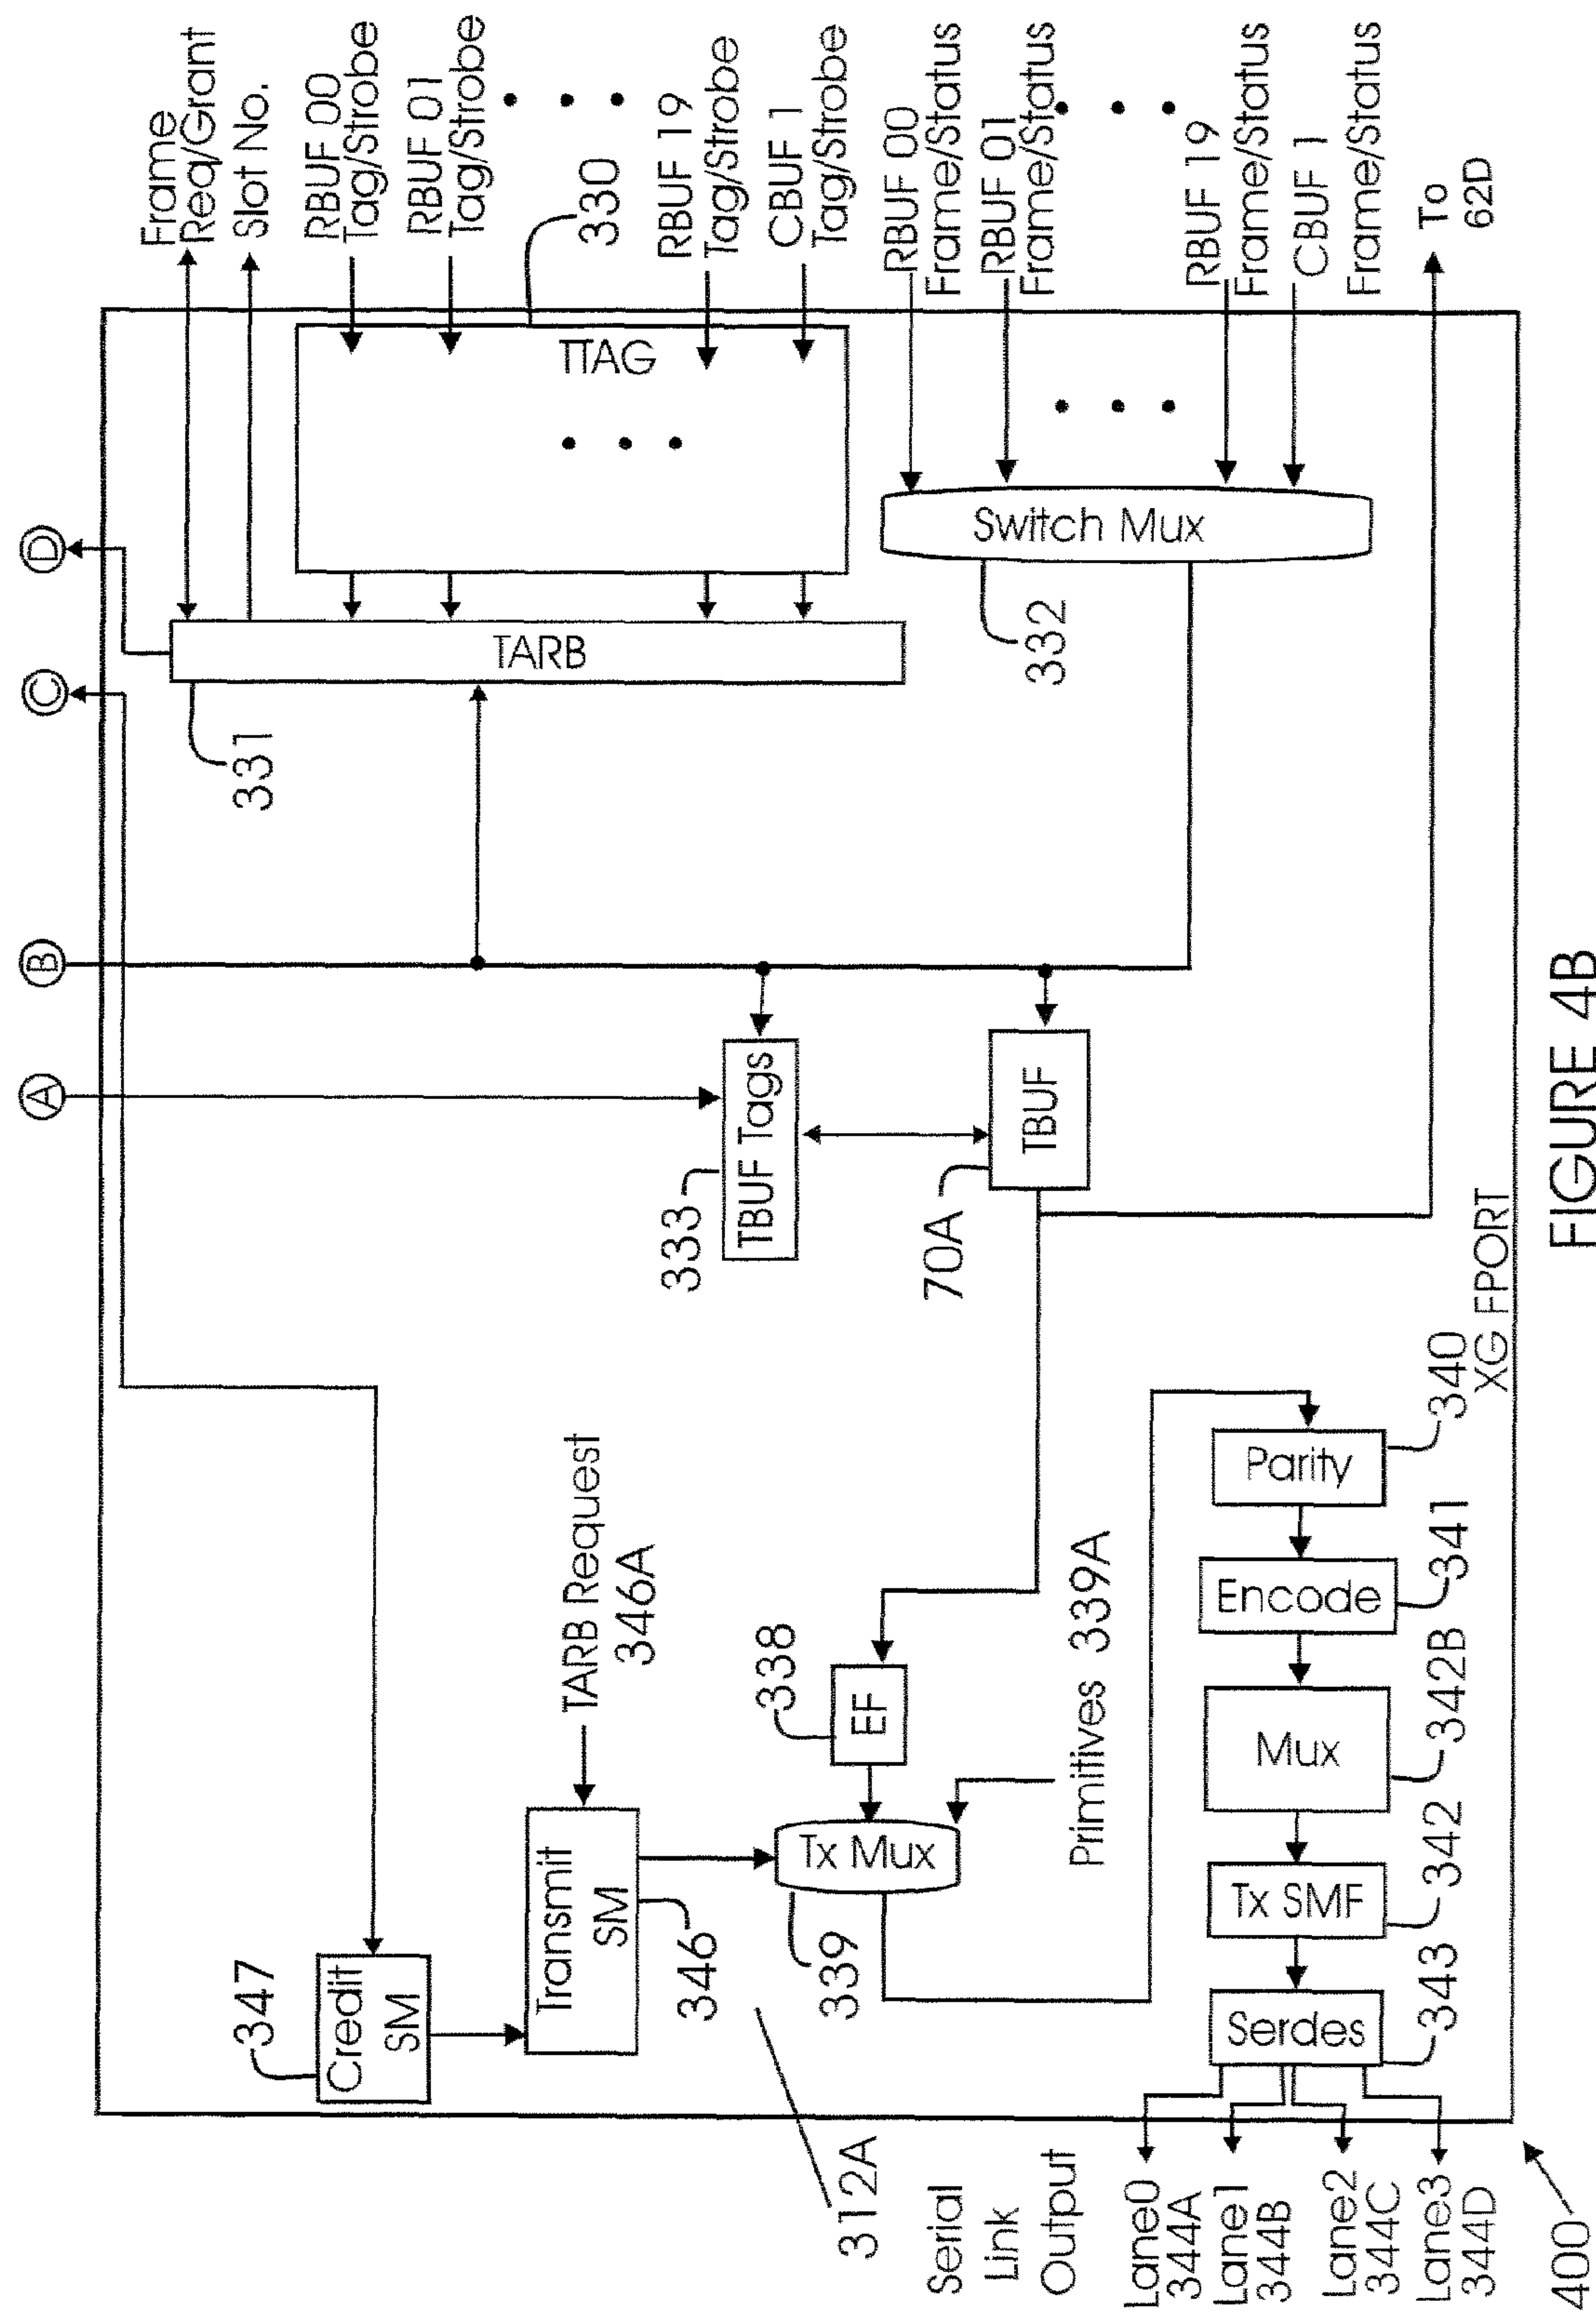 D
C
B
A
Frame
Req/Grant
Slot No.
RBUF 00
Tag/Strobe
RBUF 01
Tag/Strobe
330
RBUF 19
Tag/Strobe
CBUF 1
Tag/Strobe
RBUF 00
Frame/Status
RBUF 01
Frame/Status
RBUF 19
Frame/Status
CBUF 1
Frame/Status
To
62D
TTAG
TARB
331
Switch Mux
332
TBUF Tags
333
TBUF
70A
347
Credit
SM
TARB Request
346A
Transmit
SM
346
338
EF
Tx Mux
339
Primitives 339A
312A
Parity
340
Encode
341
Mux
342B
Tx SMF
342
Serdes
343
Serial
Link
Output
Lane0
344A
Lane1
344B
Lane2
344C
Lane3
344D
XG FPORT
400
FIGURE 4B